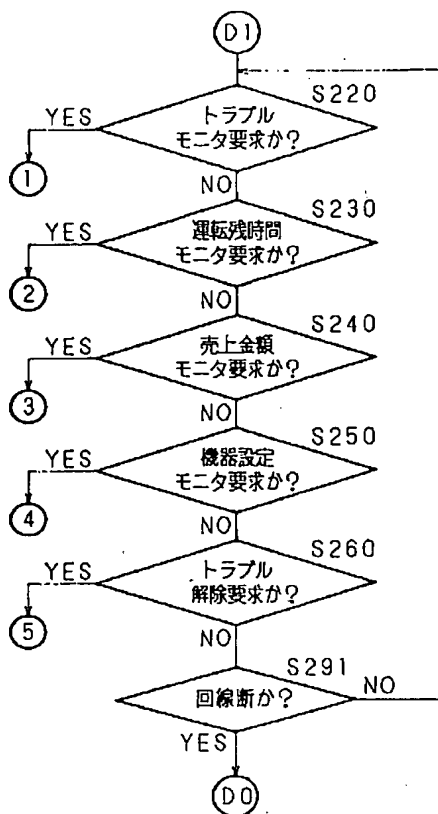 D1
S220
YES
トラブル
モニタ要求か?
①
NO
S230
YES
運転残時間
モニタ要求か?
②
NO
S240
YES
売上金額
モニタ要求か?
③
NO
S250
YES
機器設定
モニタ要求か?
④
NO
S260
YES
トラブル
解除要求か?
⑤
NO
S291
回線断か?
NO
YES
D0